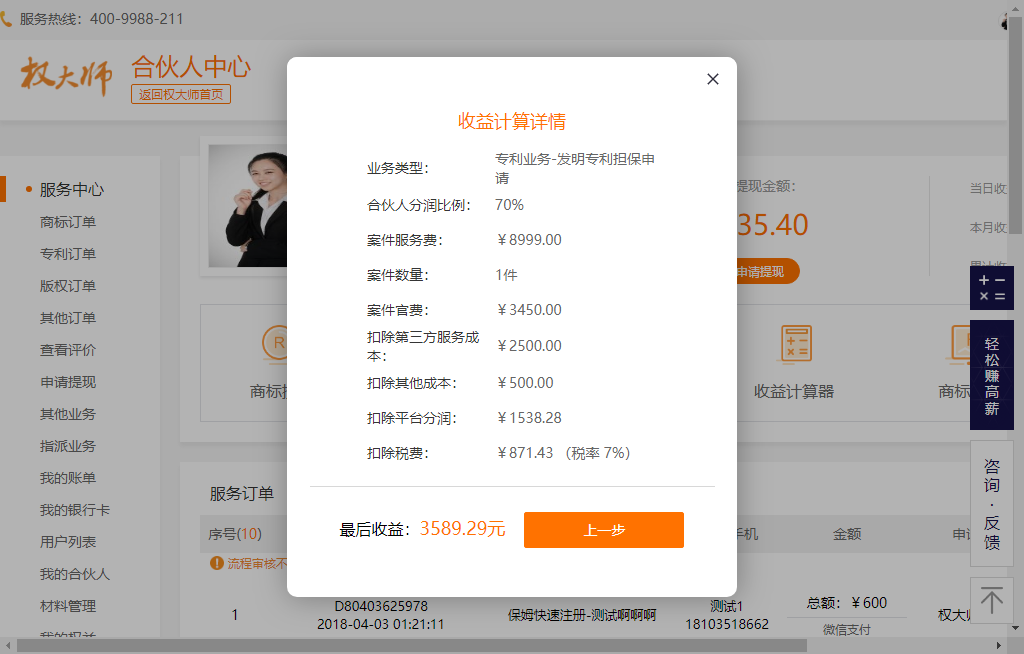 服务热线：400-9988-211
权大师
合伙人中心
返回权大师首页
服务中心
商标订单
专利订单
版权订单
其他订单
查看评价
申请提现
其他业务
指派业务
我的账单
我的银行卡
用户列表
我的合伙人
材料管理
我的权益
收益计算详情
业务类型：
专利业务-发明专利担保申
请
合伙人分润比例：
70%
案件服务费：
￥8999.00
案件数量：
1件
案件官费：
￥3450.00
扣除第三方服务成
本：
￥2500.00
扣除其他成本：
￥500.00
扣除平台分润：
￥1538.28
扣除税费：
￥871.43 （税率 7%）
最后收益：3589.29元
上一步
提现金额：
35.40
申请提现
当日收
本月收
累计收
R
商标
收益计算器
商标
服务订单
序号(10)
手机
金额
申
流程审核不
1
D80403625978
2018-04-03 01:21:11
保姆快速注册-测试啊啊啊
测试1
18103518662
总额：￥600
微信支付
权大
轻松赚高薪
咨询·反馈